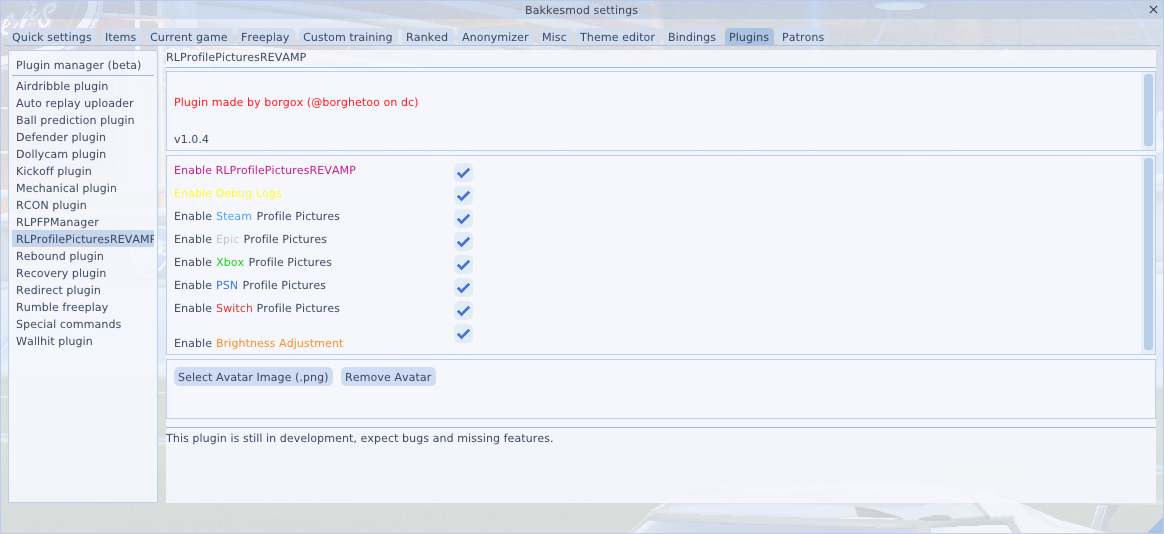 Bakkesmod settings
Quick settings Items Current game Freeplay Custom training Ranked Anonymizer Misc Theme editor Bindings Plugins Patrons
Plugin manager (beta)
Airdribble plugin
Auto replay uploader
Ball prediction plugin
Defender plugin
Dollycam plugin
Kickoff plugin
Mechanical plugin
RCON plugin
RLPFPManager
RLProfilePicturesREVAMP
Rebound plugin
Recovery plugin
Redirect plugin
Rumble freeplay
Special commands
Wallhit plugin
RLProfilePicturesREVAMP
Plugin made by borgox (@borghetoo on dc)
v1.0.4
Enable RLProfilePicturesREVAMP
Enable Debug Logs
Enable Steam Profile Pictures
Enable Epic Profile Pictures
Enable Xbox Profile Pictures
Enable PSN Profile Pictures
Enable Switch Profile Pictures
Enable Brightness Adjustment
Select Avatar Image (.png) Remove Avatar
This plugin is still in development, expect bugs and missing features.